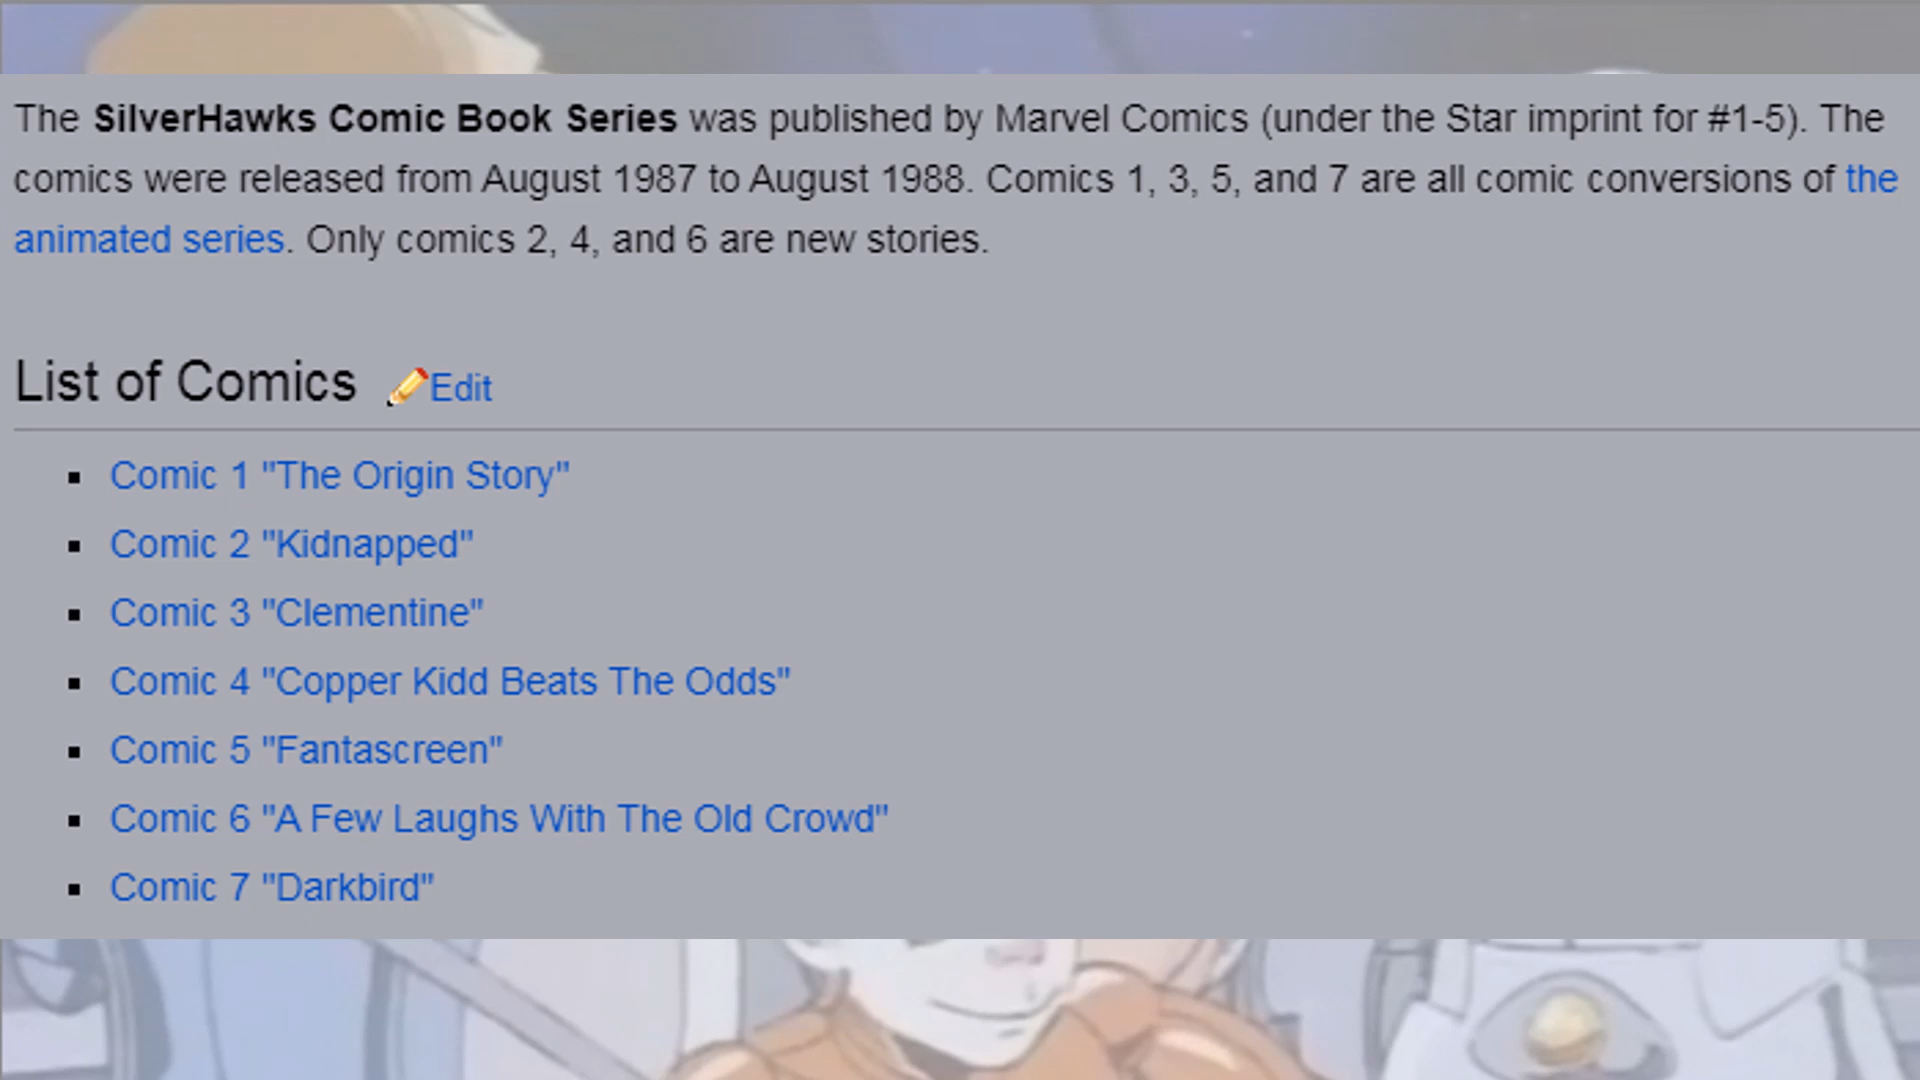 The SilverHawks Comic Book Series was published by Marvel Comics (under the Star imprint for #1-5). The
comics were released from August 1987 to August 1988. Comics 1, 3, 5, and 7 are all comic conversions of the
animated series. Only comics 2, 4, and 6 are new stories.
List of Comics Edit
Comic 1 "The Origin Story"
Comic 2 "Kidnapped"
Comic 3 "Clementine"
Comic 4 "Copper Kidd Beats The Odds"
Comic 5 "Fantascreen"
Comic 6 "A Few Laughs With The Old Crowd"
Comic 7 "Darkbird"